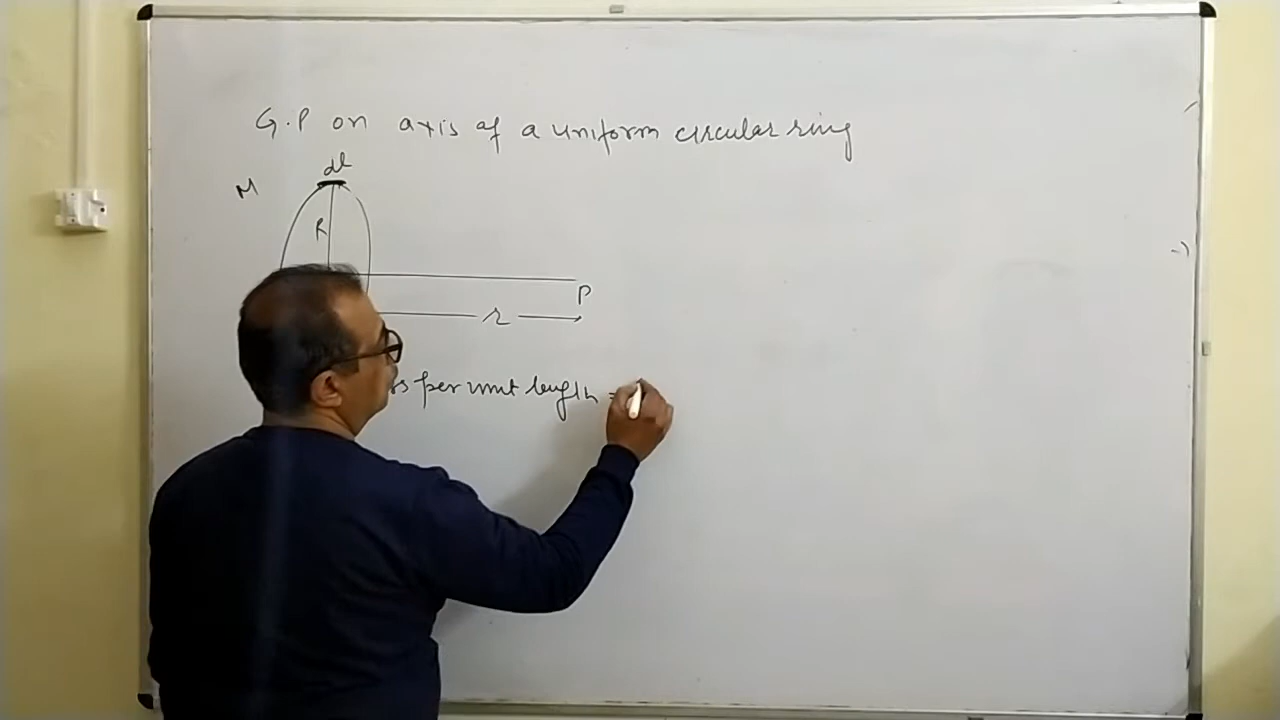 G.P on axis of a uniform circular ring
dl
M
R
P
r
per unit length =